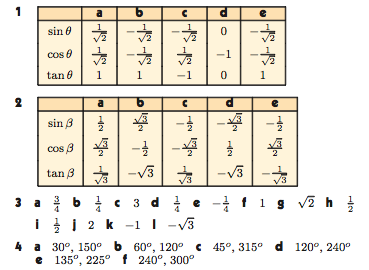 1 a b c d e
sin θ 1/√2 −1/√2 −1/√2 0 −1/√2
cos θ 1/√2 −1/√2 1/√2 −1 −1/√2
tan θ 1 1 −1 0 1
2 a b c d e
sin β 1/2 √3/2 −1/2 −√3/2 −1/2
cos β √3/2 −1/2 −√3/2 1/2 √3/2
tan β 1/√3 −√3 1/√3 −√3 −1/√3
3 a 3/4 b 1/4 c 3 d 1/4 e −1/4 f 1 g √2 h 1/2
i 1/2 j 2 k −1 l −√3
4 a 30°, 150° b 60°, 120° c 45°, 315° d 120°, 240°
e 135°, 225° f 240°, 300°